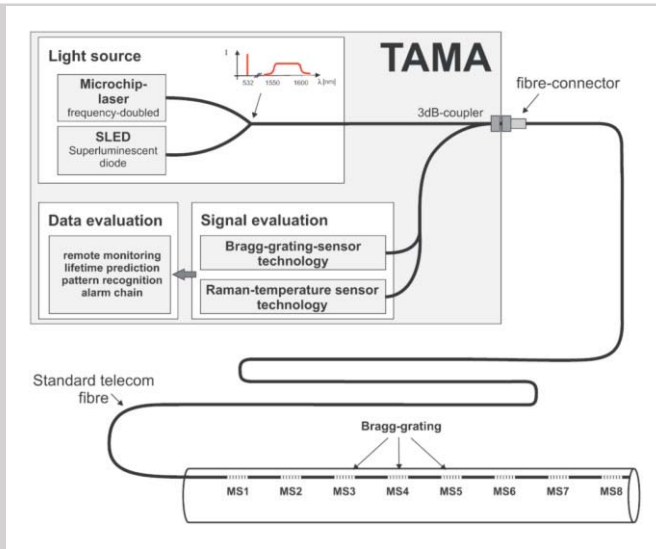 Light source
TAMA
I
532 1550 1600 λ[nm]
Microchip-
laser
frequency-doubled
SLED
Superluminescent
diode
3dB-coupler
fibre-connector
Data evaluation
remote monitoring
lifetime prediction
pattern recognition
alarm chain
Signal evaluation
Bragg-grating-sensor
technology
Raman-temperature sensor
technology
Standard telecom
fibre
Bragg-grating
MS1 MS2 MS3 MS4 MS5 MS6 MS7 MS8